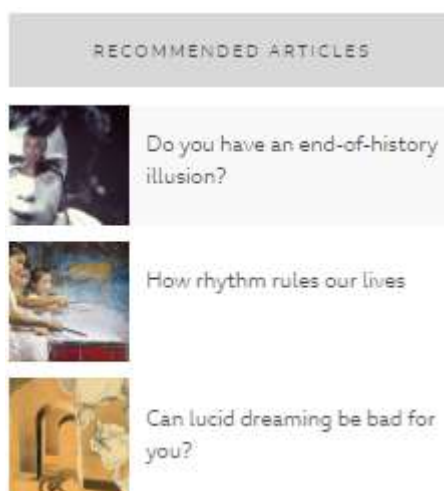 RECOMMENDED ARTICLES
Do you have an end-of-history
illusion?
How rhythm rules our lives
Can lucid dreaming be bad for
you?